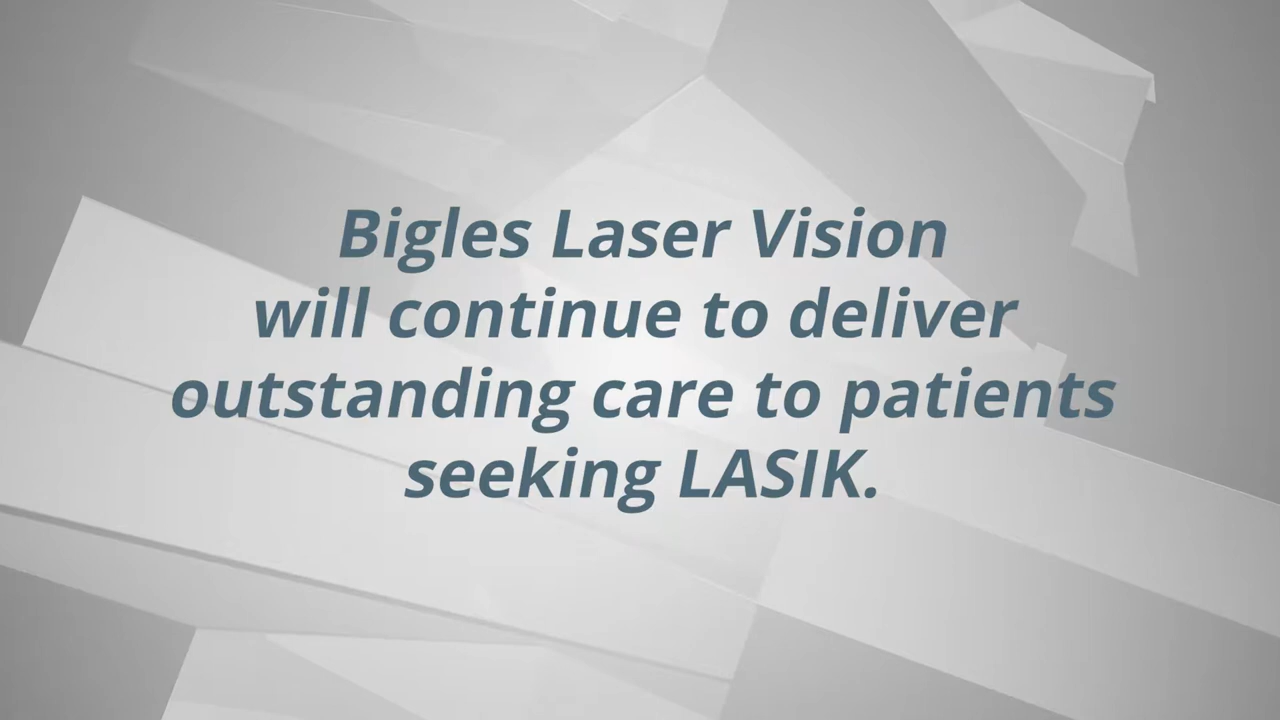 Bigles Laser Vision
will continue to deliver
outstanding care to patients
seeking LASIK.